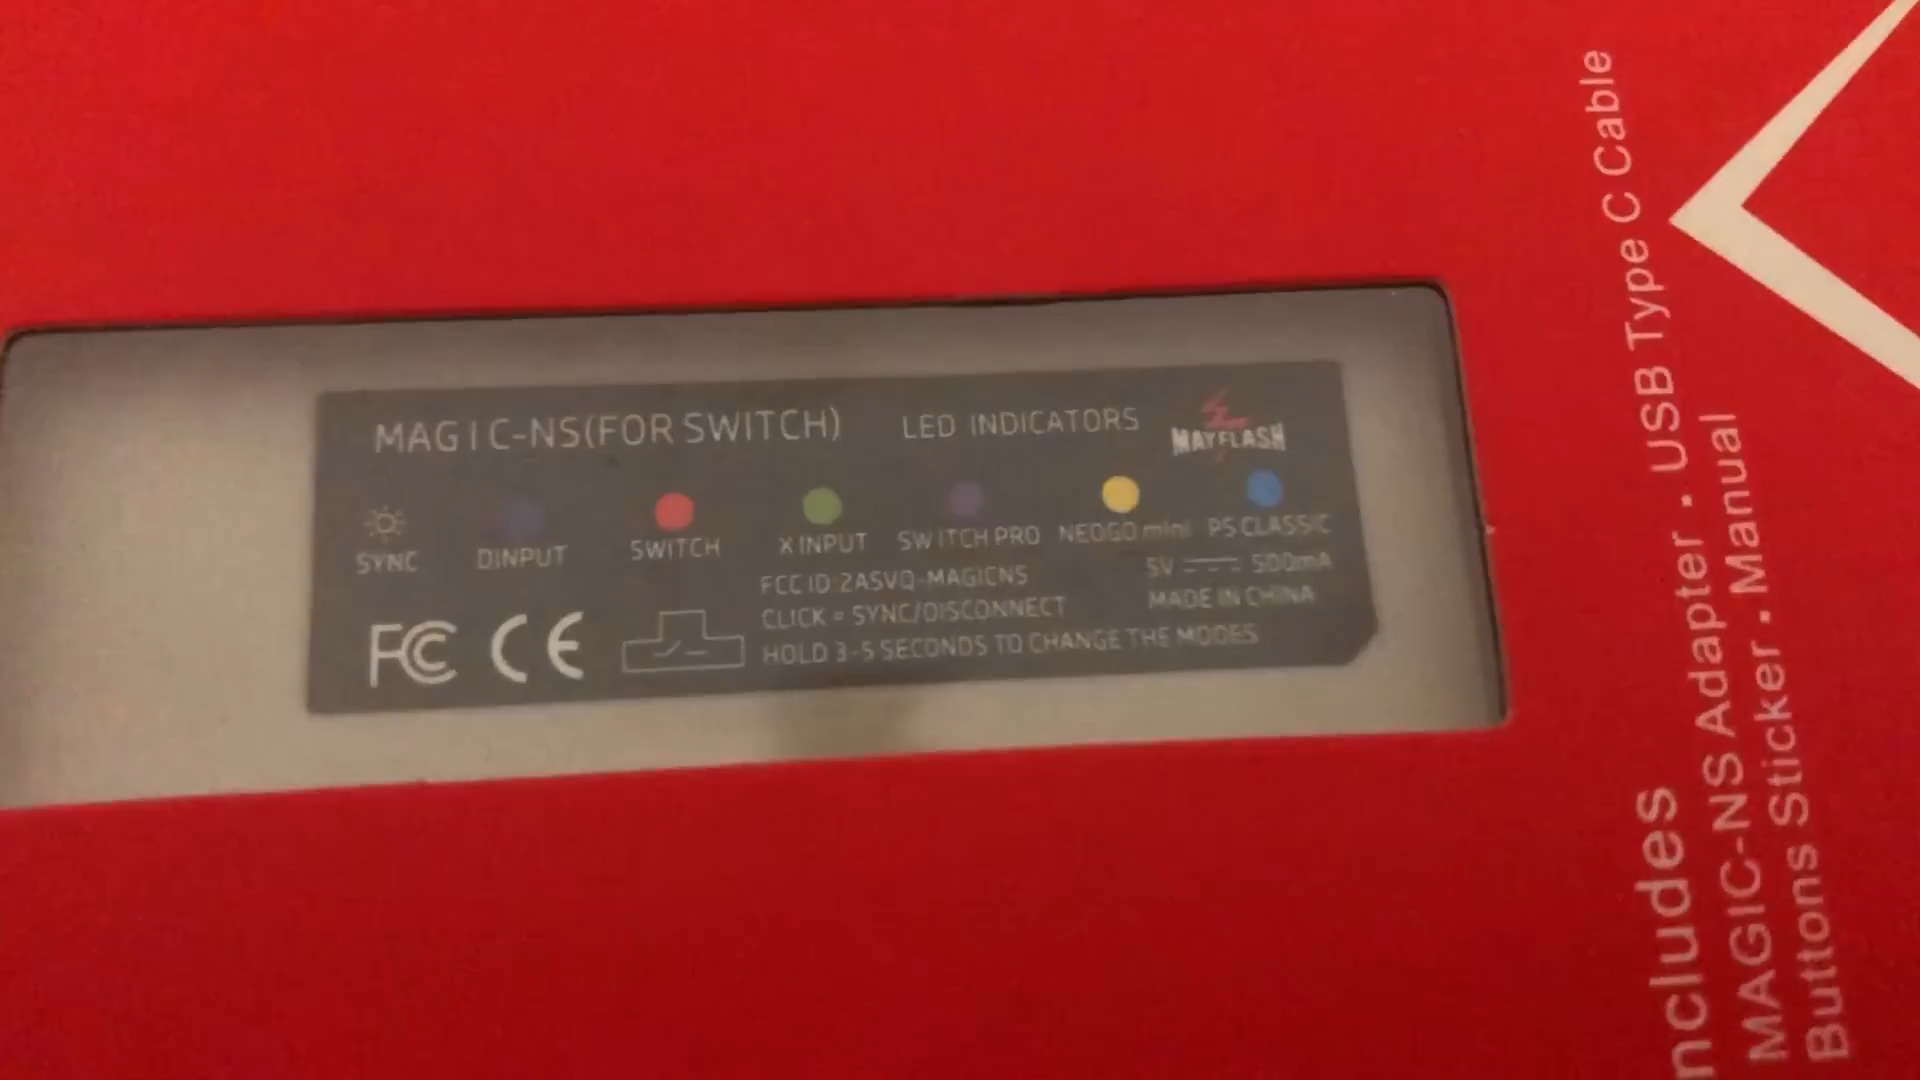 MAGIC-NS(FOR SWITCH) LED INDICATORS MAYFLASH
SYNC DINPUT SWITCH X INPUT SWITCH PRO NEOGO mini PS CLASSIC
FCC ID:2ASVQ-MAGICNS 5V 500mA
CLICK = SYNC/DISCONNECT MADE IN CHINA
HOLD 3-5 SECONDS TO CHANGE THE MODES
FC CE
ncludes
MAGIC-NS Adapter . USB Type C Cable
Buttons Sticker . Manual